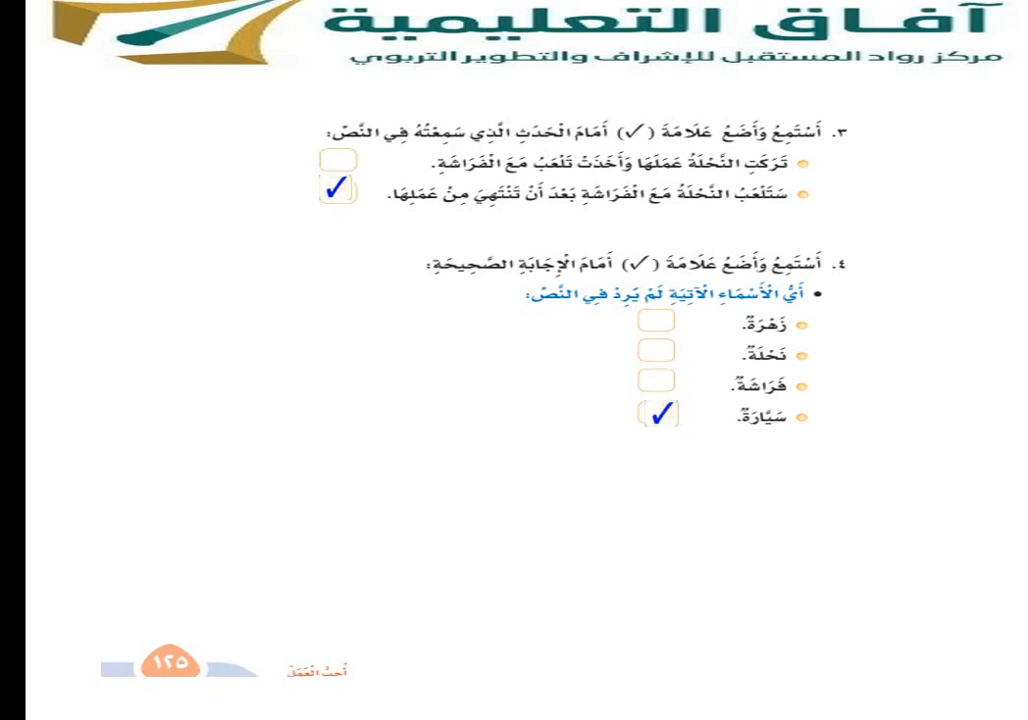 آفاق التعليمية
مركز رواد المستقبل للإشراف والتطوير التربوي
٣. أَسْتَمِعُ وَأَضَعُ عَلَامَةَ (✓) أَمَامَ الْحَدَثِ الَّذِي سَمِعْتُهُ فِي النَّصِّ:
تَرَكَتِ النَّحْلَةُ عَمَلَهَا وَأَخَذَتْ تَلْعَبُ مَعَ الْفَرَاشَةِ.
سَتَلْعَبُ النَّحْلَةُ مَعَ الْفَرَاشَةِ بَعْدَ أَنْ تَنْتَهِيَ مِنْ عَمَلِهَا. ✓
٤. أَسْتَمِعُ وَأَضَعُ عَلَامَةَ (✓) أَمَامَ الْإِجَابَةِ الصَّحِيحَةِ:
• أَيُّ الْأَسْمَاءِ الْآتِيَةِ لَمْ يَرِدْ فِي النَّصِّ:
زَهْرَةٌ.
نَحْلَةٌ.
فَرَاشَةٌ.
سَيَّارَةٌ. ✓
أُحِبُّ الْعَمَلَ
١٢٥